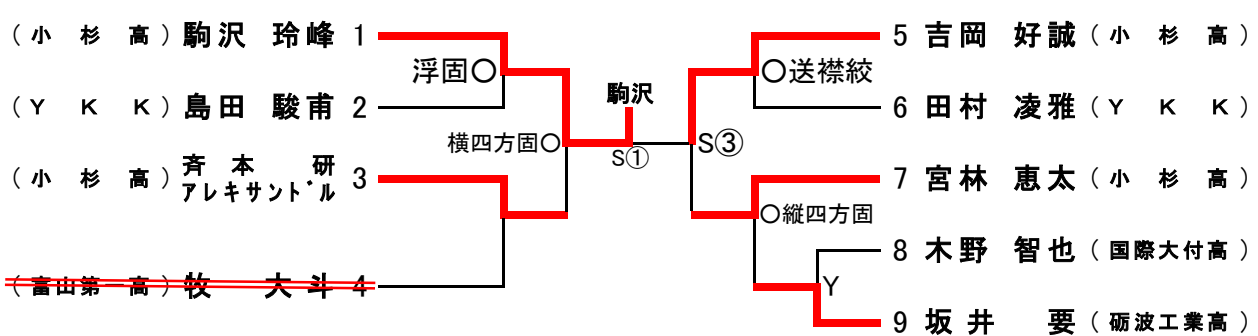 (小杉高) 駒沢 玲峰 1
浮固○
(YKK) 島田 駿甫 2
横四方固○
(小杉高) 斉本 研 アレキサントﾞル 3
(富山第一高) 牧 大斗 4
駒沢
S①
5 吉岡 好誠 (小杉高)
○送襟絞
6 田村 凌雅 (YKK)
S③
7 宮林 恵太 (小杉高)
○縦四方固
8 木野 智也 (国際大付高)
Y
9 坂井 要 (砺波工業高)